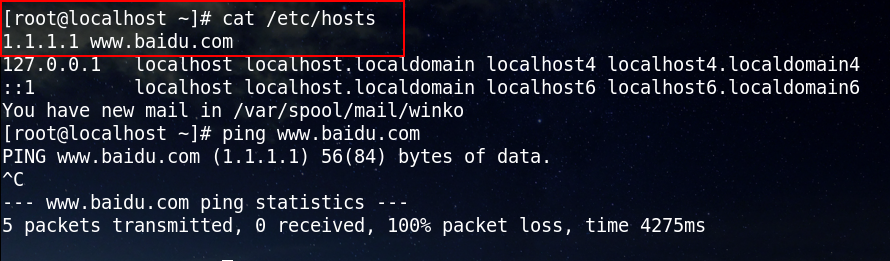 [root@localhost ~]# cat /etc/hosts
1.1.1.1 www.baidu.com
127.0.0.1   localhost localhost.localdomain localhost4 localhost4.localdomain4
::1         localhost localhost.localdomain localhost6 localhost6.localdomain6
You have new mail in /var/spool/mail/winko
[root@localhost ~]# ping www.baidu.com
PING www.baidu.com (1.1.1.1) 56(84) bytes of data.
^C
--- www.baidu.com ping statistics ---
5 packets transmitted, 0 received, 100% packet loss, time 4275ms